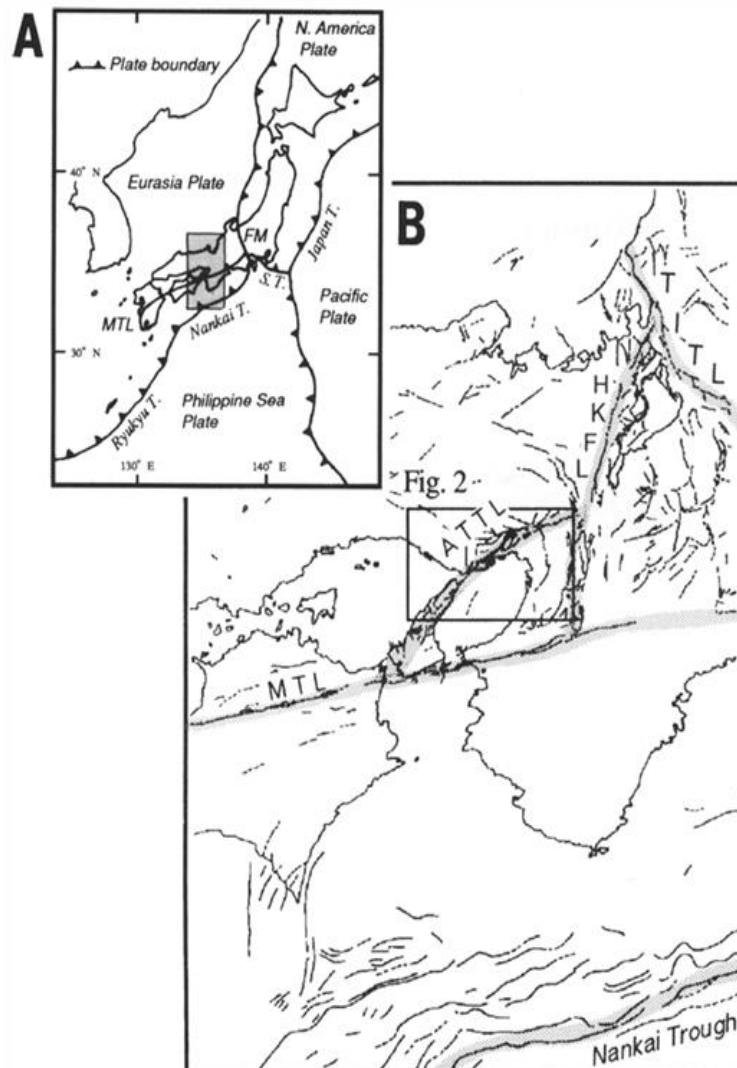 A
N. America
Plate
Plate boundary
40° N
Eurasia Plate
FM
Japan T.
S. T.
MTL
Nankai T.
Pacific
Plate
30° N
Ryukyu T.
Philippine Sea
Plate
130° E
140° E
B
T I T L
N H K F L
Fig. 2
A T T L
M T L
Nankai Trough